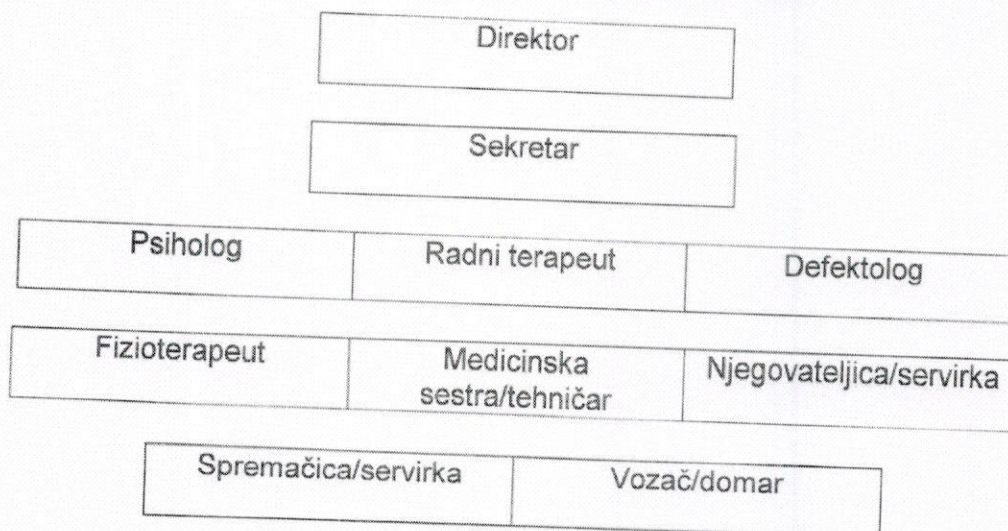 Direktor
Sekretar
Psiholog
Radni terapeut
Defektolog
Fizioterapeut
Medicinska
sestra/tehničar
Njegovateljica/servirka
Spremačica/servirka
Vozač/domar